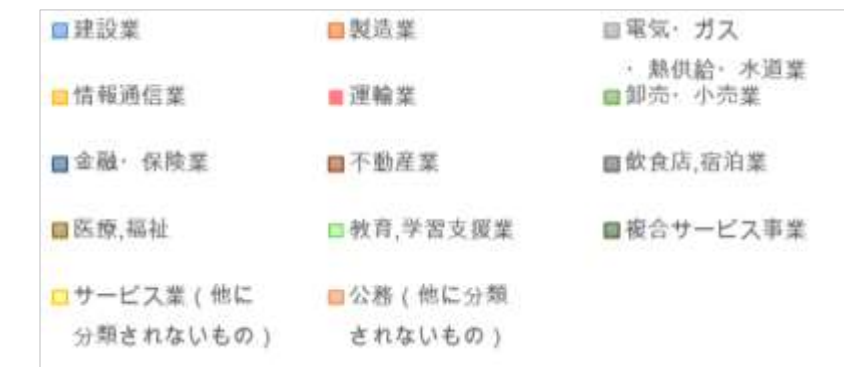 建設業
製造業
電気・ガス
・熱供給・水道業
情報通信業
運輸業
卸売・小売業
金融・保険業
不動産業
飲食店,宿泊業
医療,福祉
教育,学習支援業
複合サービス事業
サービス業(他に
分類されないもの)
公務(他に分類
されないもの)